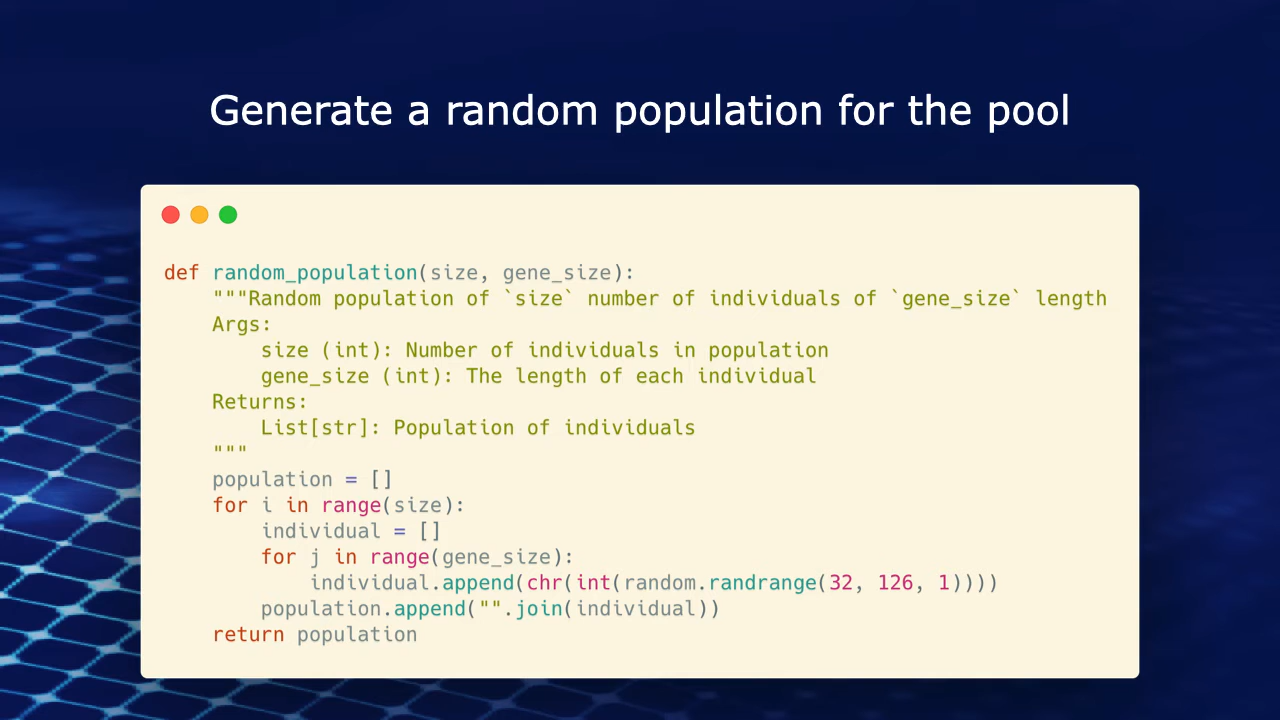 Generate a random population for the pool
def random_population(size, gene_size):
    """Random population of `size` number of individuals of `gene_size` length
    Args:
        size (int): Number of individuals in population
        gene_size (int): The length of each individual
    Returns:
        List[str]: Population of individuals
    """
    population = []
    for i in range(size):
        individual = []
        for j in range(gene_size):
            individual.append(chr(int(random.randrange(32, 126, 1))))
        population.append("".join(individual))
    return population